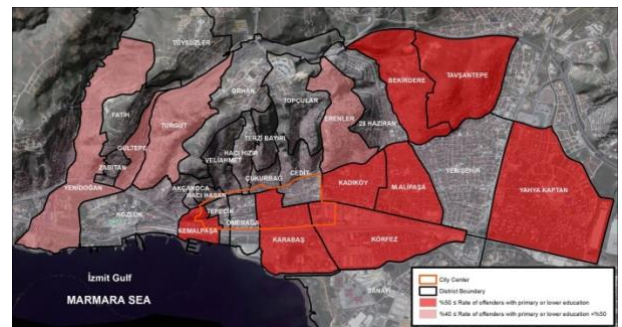 TÜYSÜZLER
BEKİRDERE
TAVŞANTEPE
ORHAN
TOPÇULAR
FATİH
TURGUT
ERENLER
28 HAZİRAN
TERZİ BAYIRI
GÜLTEPE
HACI HIZIR
VELİAHMET
ZABITAN
CEDİT
YENİŞEHİR
ÇUKURBAĞ
YENİDOĞAN
AKÇAKOCA
KADIKÖY
M.ALİPAŞA
YAHYA KAPTAN
HACI HASAN
KOZLUK
TEPECİK
ÖMERAĞA
KEMALPAŞA
KARABAŞ
KÖRFEZ
İzmit Gulf
SANAYİ
MARMARA SEA
City Center
District Boundary
%50 ≤ Rate of offenders with primary or lower education
%40 ≤ Rate of offenders with primary or lower education <%50